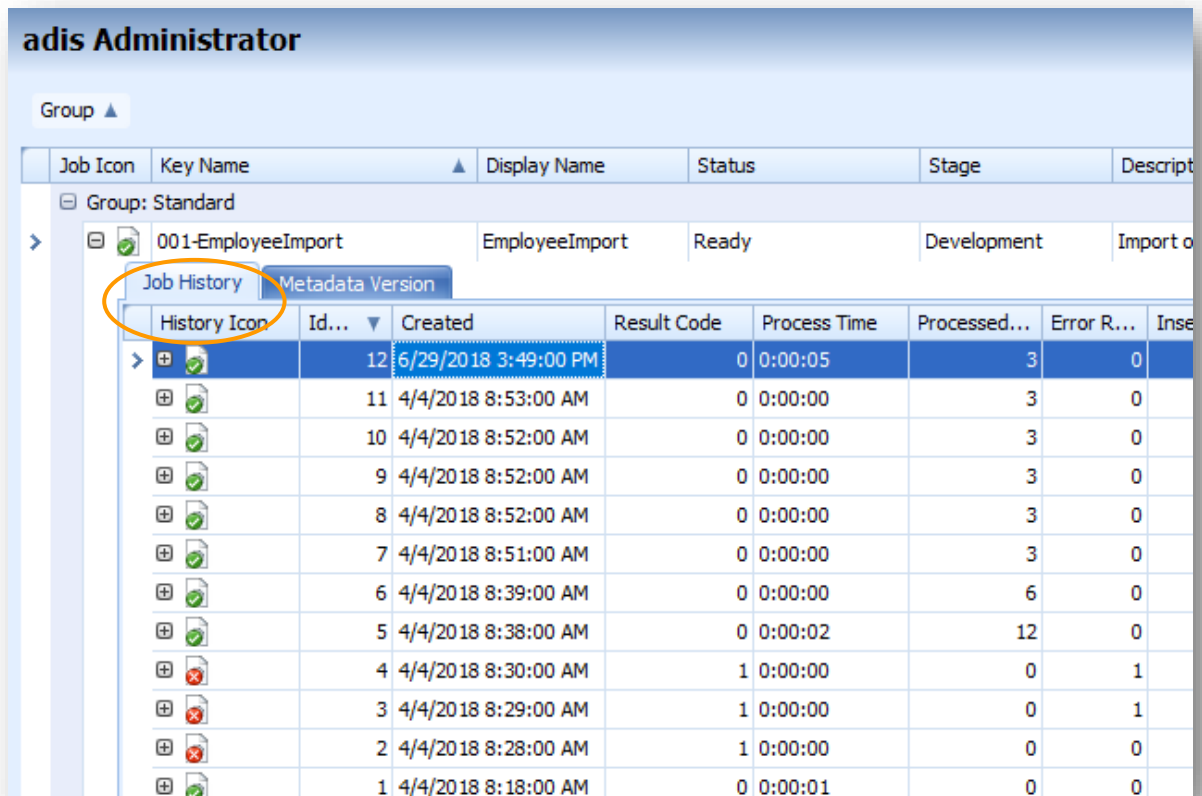 adis Administrator
Group
Job Icon Key Name Display Name Status Stage Descript
Group: Standard
001-EmployeeImport EmployeeImport Ready Development Import o
Job History Metadata Version
History Icon Id... Created Result Code Process Time Processed... Error R... Inse
12 6/29/2018 3:49:00 PM 0 0:00:05 3 0
11 4/4/2018 8:53:00 AM 0 0:00:00 3 0
10 4/4/2018 8:52:00 AM 0 0:00:00 3 0
9 4/4/2018 8:52:00 AM 0 0:00:00 3 0
8 4/4/2018 8:52:00 AM 0 0:00:00 3 0
7 4/4/2018 8:51:00 AM 0 0:00:00 3 0
6 4/4/2018 8:39:00 AM 0 0:00:00 6 0
5 4/4/2018 8:38:00 AM 0 0:00:02 12 0
4 4/4/2018 8:30:00 AM 1 0:00:00 0 1
3 4/4/2018 8:29:00 AM 1 0:00:00 0 1
2 4/4/2018 8:28:00 AM 1 0:00:00 0 0
1 4/4/2018 8:18:00 AM 0 0:00:01 0 0